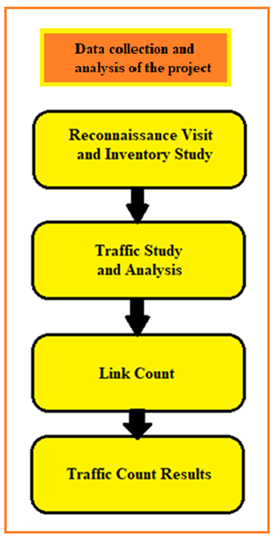 Data collection and
analysis of the project
Reconnaissance Visit
and Inventory Study
Traffic Study
and Analysis
Link Count
Traffic Count Results